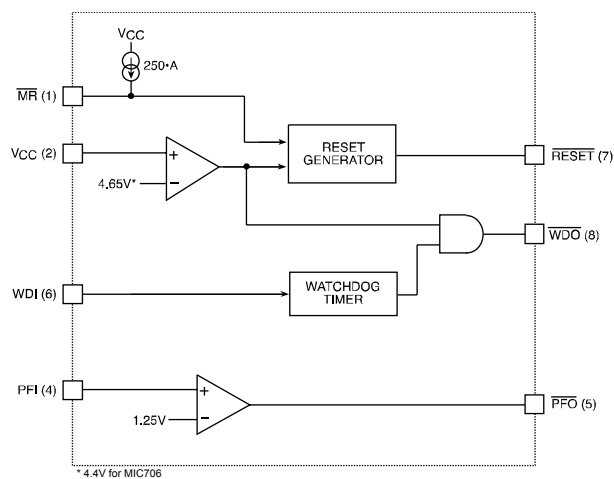 VCC
250•A
MR (1)
VCC (2)
+
4.65V*
−
RESET
GENERATOR
RESET (7)
WDO (8)
WDI (6)
WATCHDOG
TIMER
PFI (4)
+
1.25V
−
PFO (5)
* 4.4V for MIC706